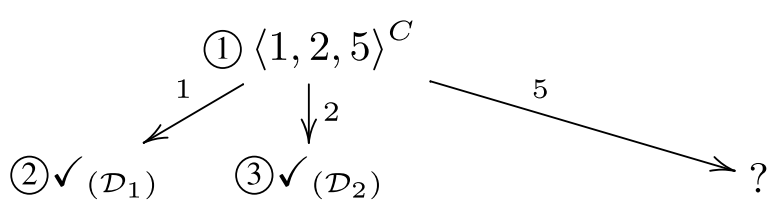 ① ⟨1, 2, 5⟩^C
1 2 5
② ✓(𝒟₁) ③ ✓(𝒟₂) ?